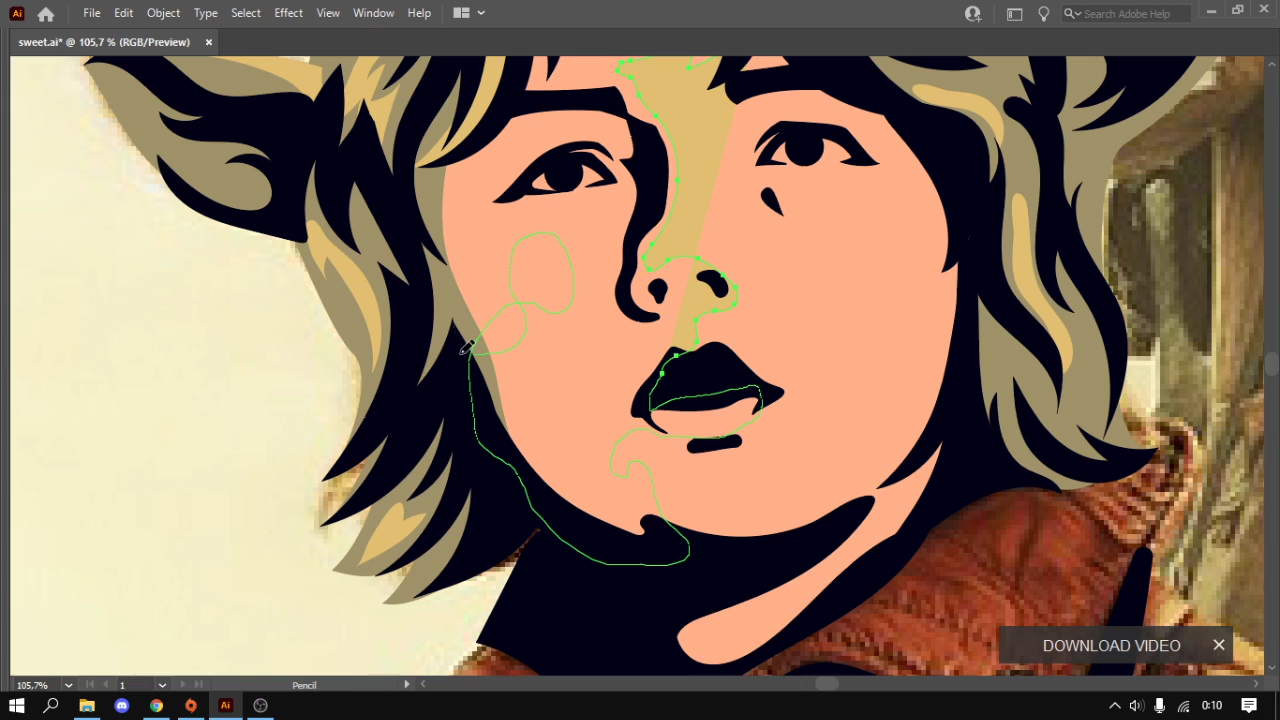 Ai File Edit Object Type Select Effect View Window Help Search Adobe Help
sweet.ai* @ 105,7 % (RGB/Preview) ×
DOWNLOAD VIDEO
105,7% 1 Pencil
Ai 0:10